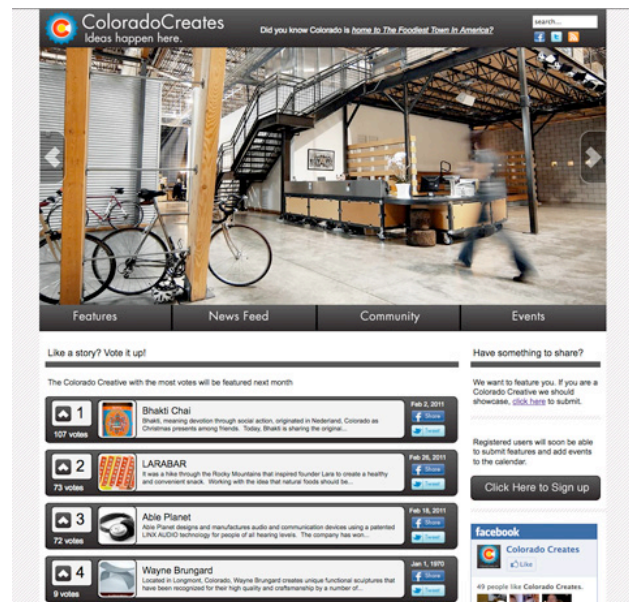 ColoradoCreates
Ideas happen here.
Did you know Colorado is home to The Foodiest Town In America?
search...
Features
News Feed
Community
Events
Like a story? Vote it up!
The Colorado Creative with the most votes will be featured next month
1
107 votes
Bhakti Chai
Bhakti, meaning devotion through social action, originated in Nederland, Colorado as
Christmas presents among friends. Today, Bhakti is sharing the original...
Feb 2, 2011
Share
Tweet
2
73 votes
LARABAR
It was a hike through the Rocky Mountains that inspired founder Lara to create a healthy
and convenient snack. Working with the idea that natural foods should be...
Feb 26, 2011
Share
Tweet
3
72 votes
Able Planet
Able Planet designs and manufactures audio and communication devices using a patented
LINX AUDIO technology for people of all hearing levels. The company has won...
Feb 18, 2011
Share
Tweet
4
9 votes
Wayne Brungard
Located in Longmont, Colorado, Wayne Brungard creates unique functional sculptures that
have been recognized for their high quality and craftsmanship by a number of...
Jan 1, 1970
Share
Tweet
Have something to share?
We want to feature you. If you are a
Colorado Creative we should
showcase, click here to submit.
Registered users will soon be able
to submit features and add events
to the calendar.
Click Here to Sign up
facebook
Colorado Creates
Like
49 people like Colorado Creates.